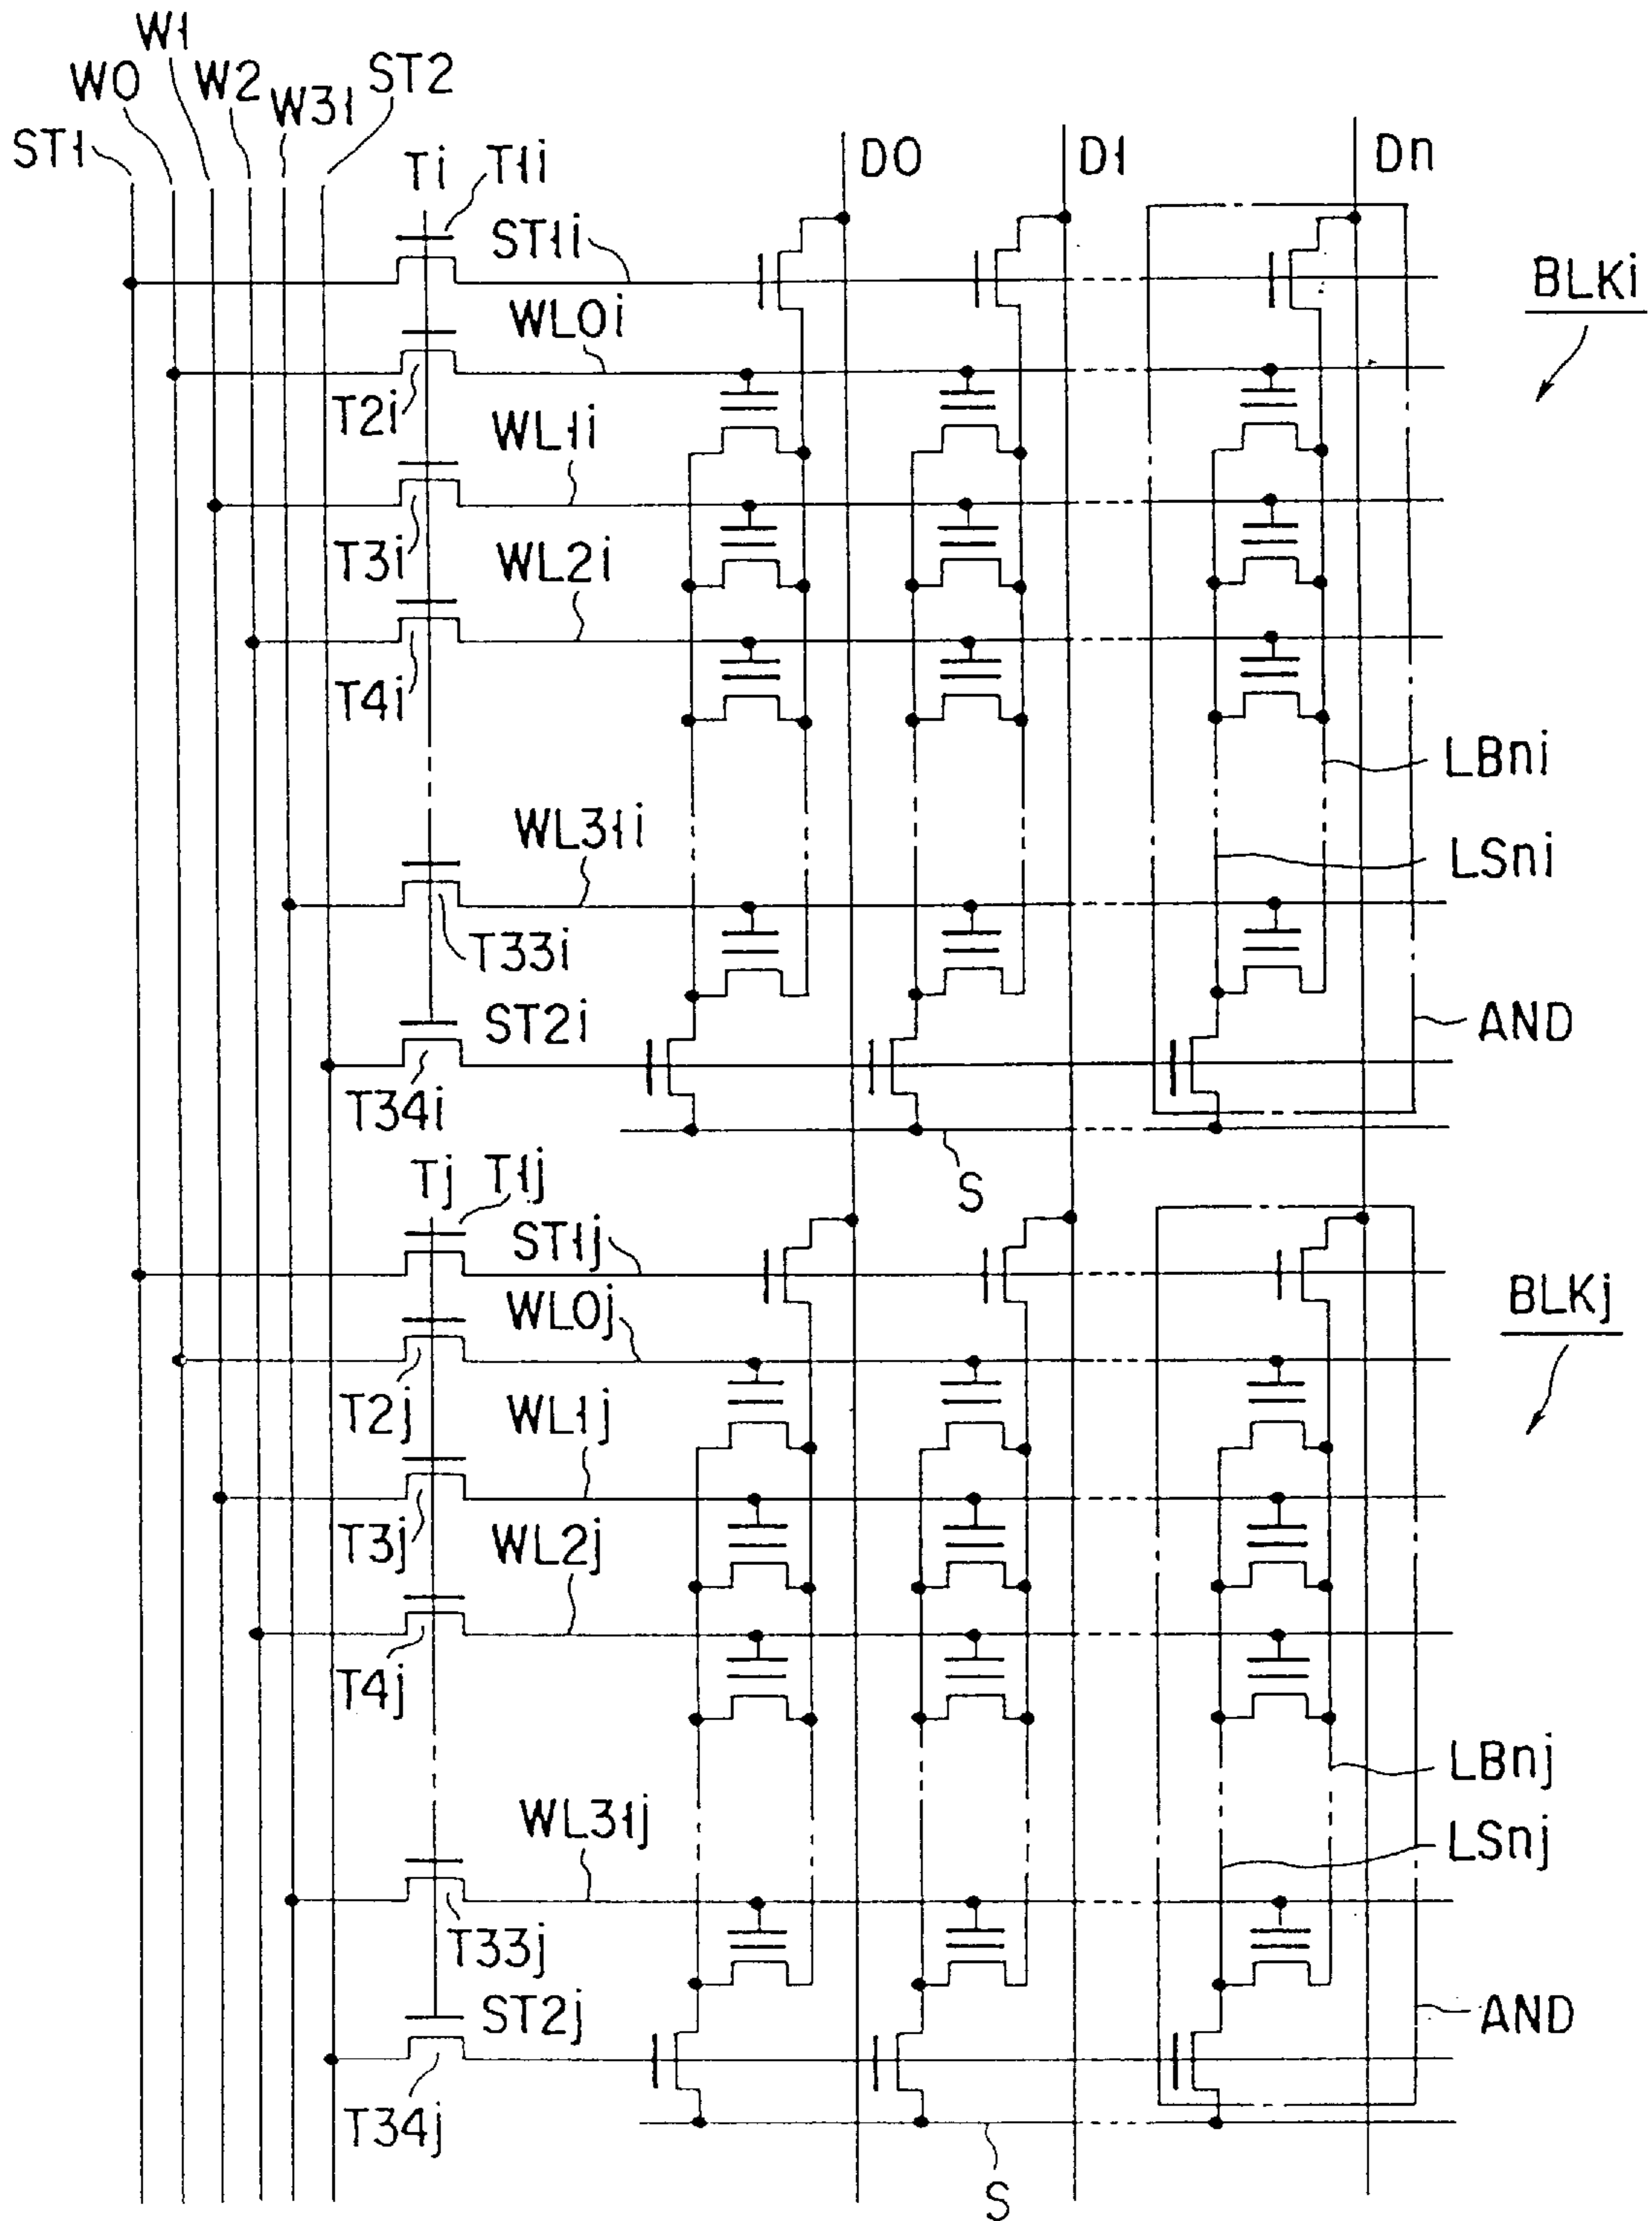 W1
W0
W2
W31
ST2
ST1
Ti
T1i
D0
D1
Dn
ST1i
BLKi
WL0i
T2i
WL1i
T3i
WL2i
T4i
LBni
WL31i
LSni
T33i
ST2i
AND
T34i
S
Tj
T1j
ST1j
BLKj
WL0j
T2j
WL1j
T3j
WL2j
T4j
LBnj
WL31j
LSnj
T33j
ST2j
AND
T34j
S